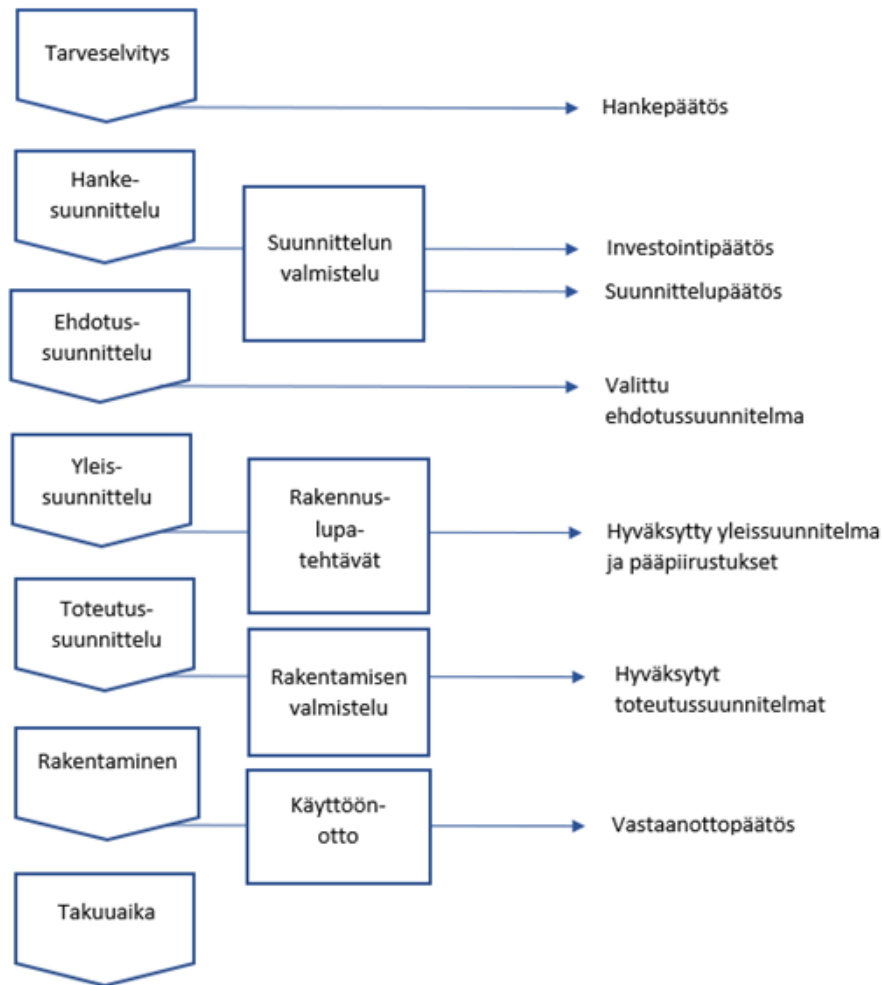 Tarveselvitys
Hankepäätös
Hanke-
suunnittelu
Suunnittelun
valmistelu
Investointipäätös
Suunnittelupäätös
Ehdotus-
suunnittelu
Valittu
ehdotussuunnitelma
Yleis-
suunnittelu
Rakennus-
lupa-
tehtävät
Hyväksytty yleissuunnitelma
ja pääpiirustukset
Toteutus-
suunnittelu
Rakentamisen
valmistelu
Hyväksytyt
toteutussuunnitelmat
Rakentaminen
Käyttöön-
otto
Vastaanottopäätös
Takuuaika